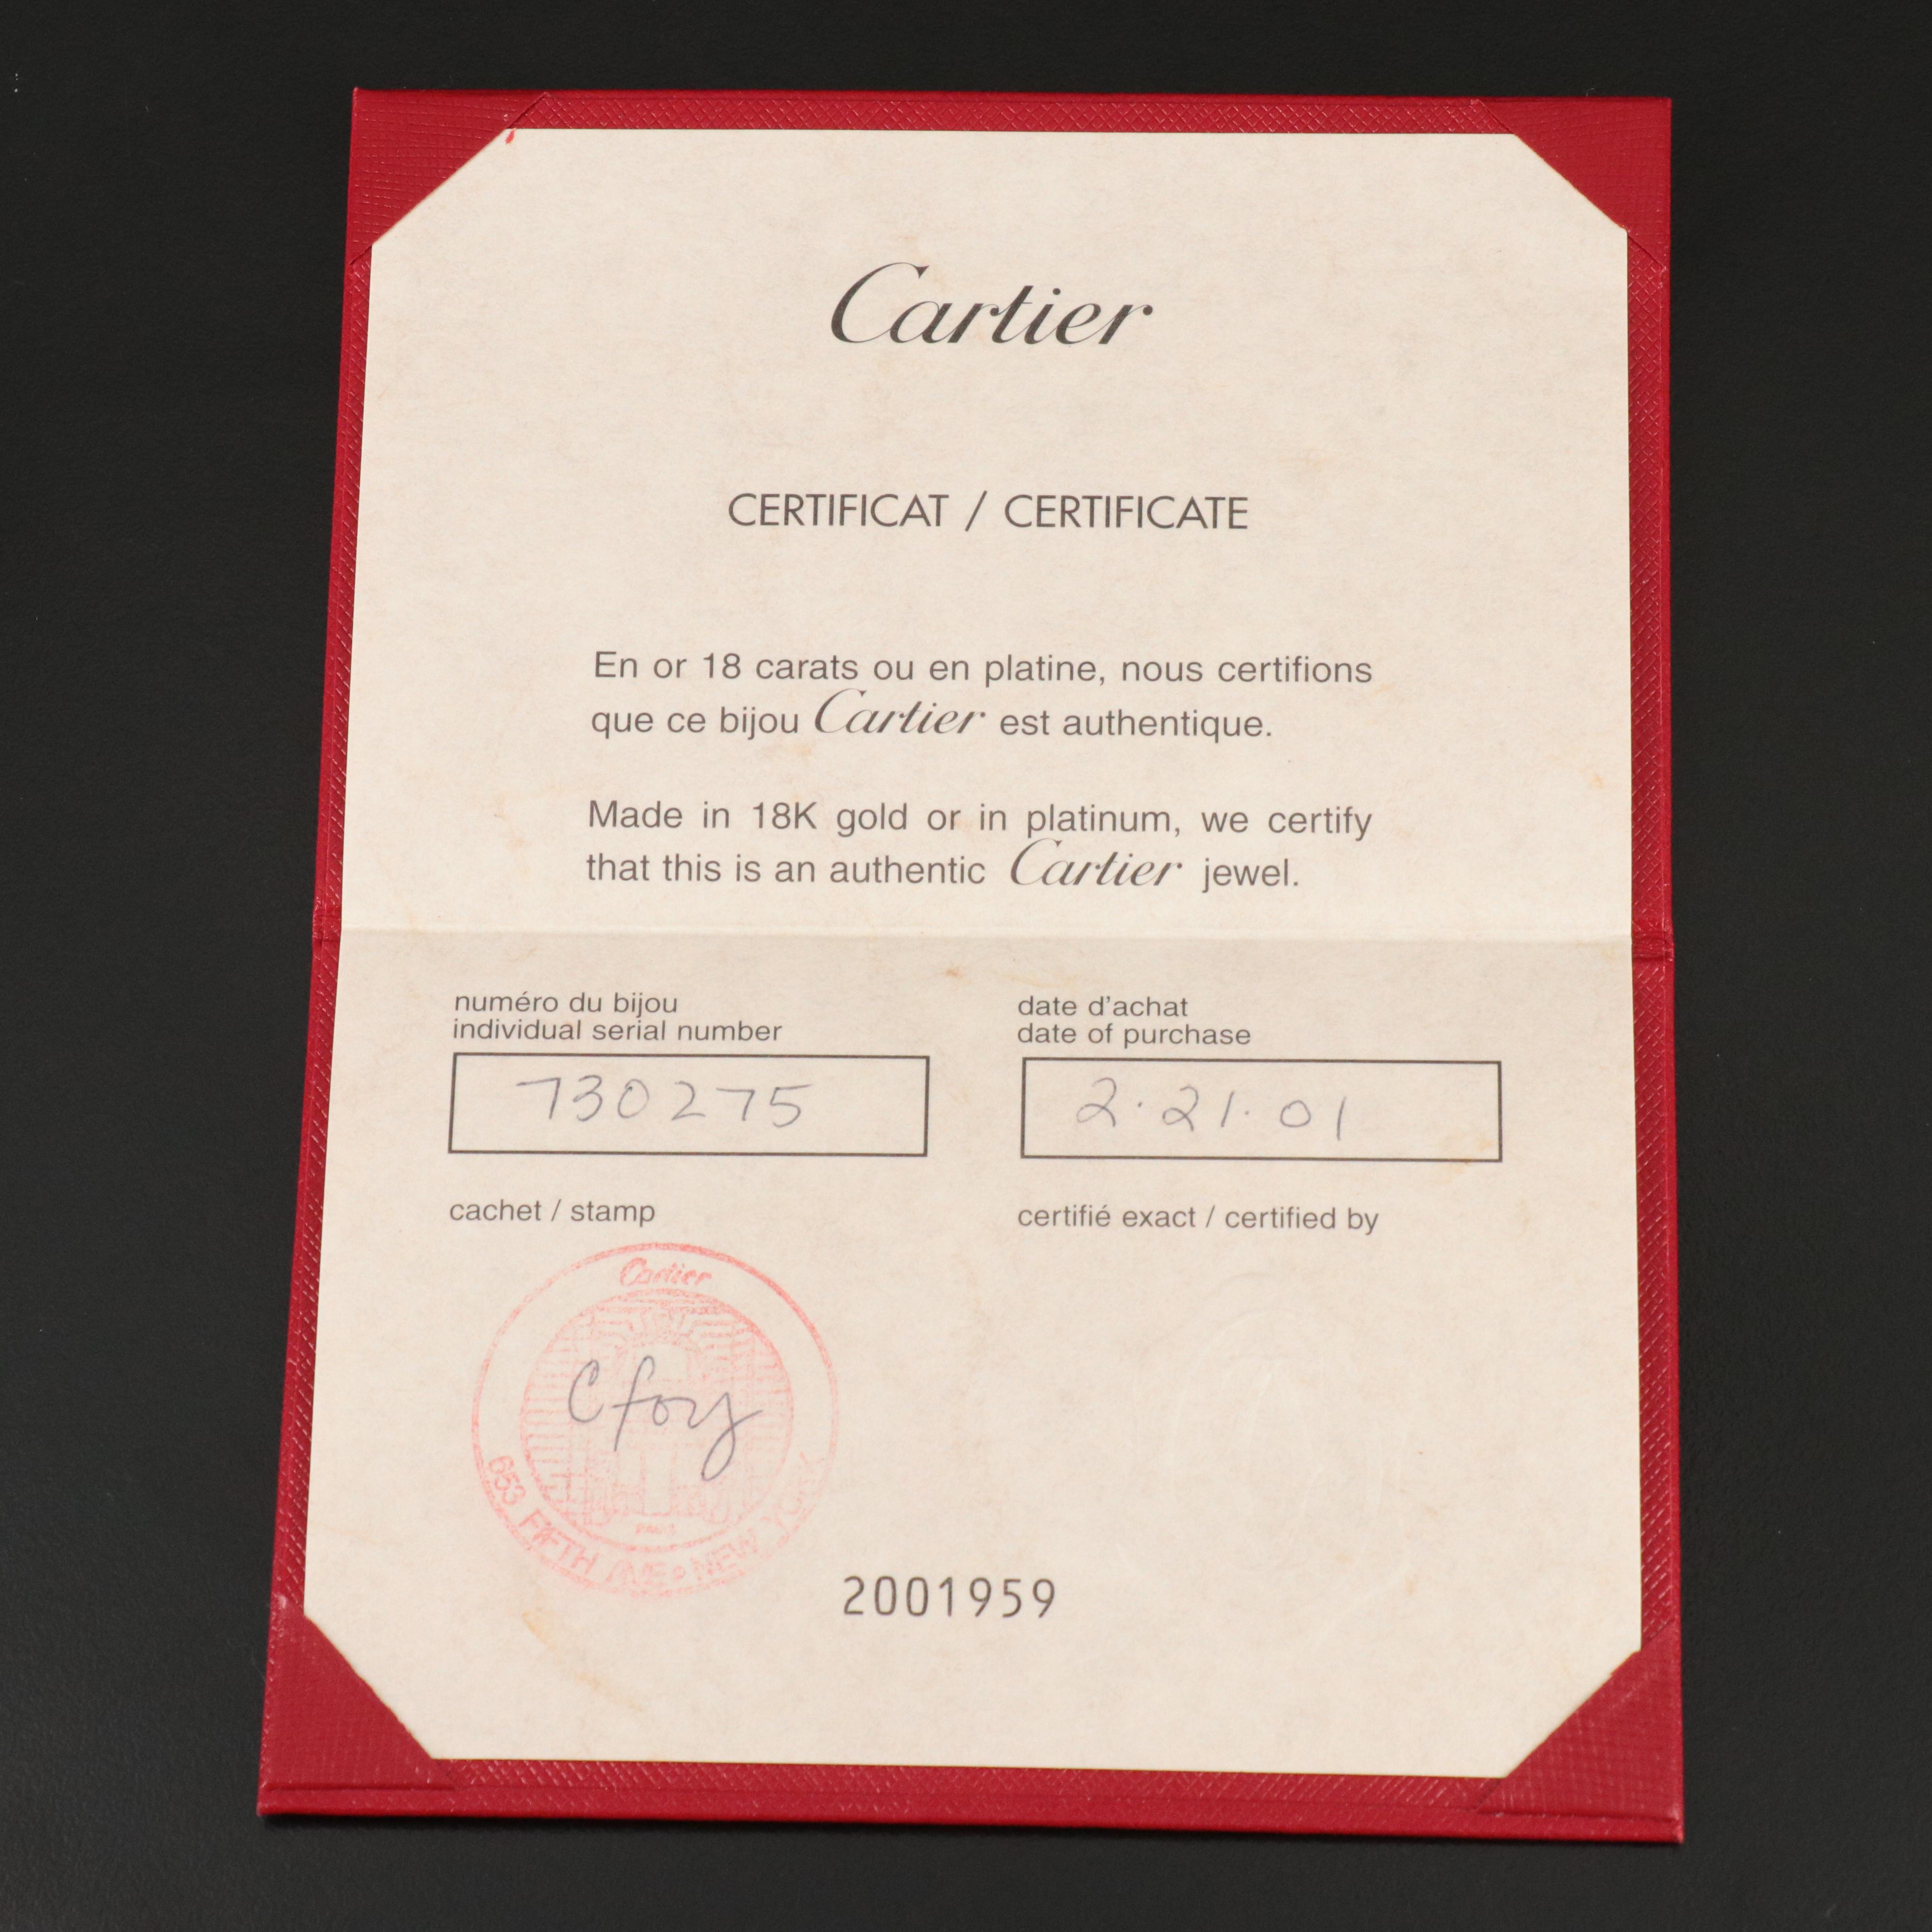 Cartier
CERTIFICAT / CERTIFICATE
En or 18 carats ou en platine, nous certifions
que ce bijou Cartier est authentique.
Made in 18K gold or in platinum, we certify
that this is an authentic Cartier jewel.
numéro du bijou
individual serial number
730275
date d'achat
date of purchase
2·21·01
cachet / stamp
certifié exact / certified by
Cartier
Cfoy
653 FIFTH AVE • NEW YORK
2001959